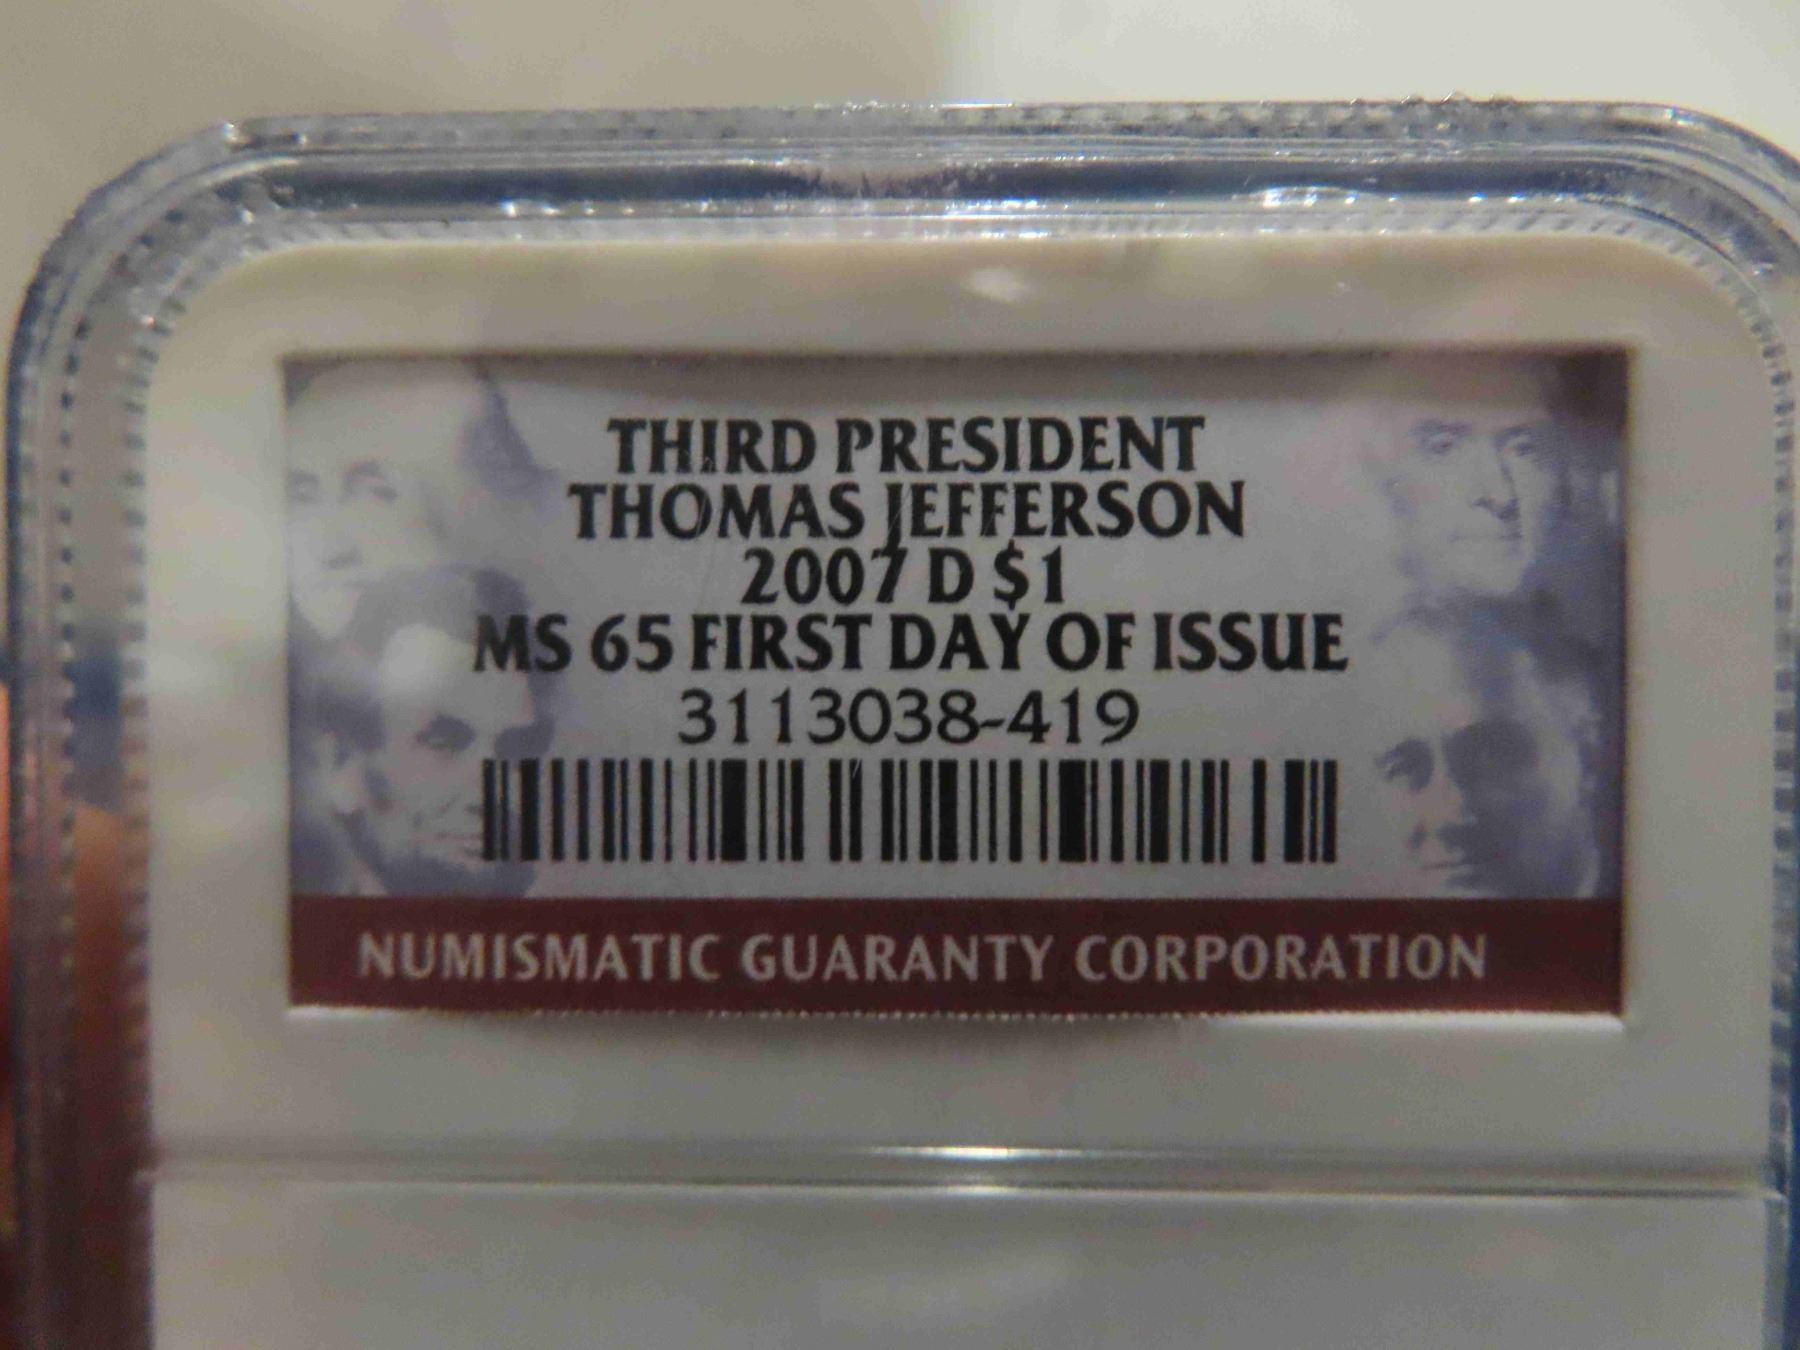 THIRD PRESIDENT
THOMAS JEFFERSON
2007 D $1
MS 65 FIRST DAY OF ISSUE
3113038-419
NUMISMATIC GUARANTY CORPORATION